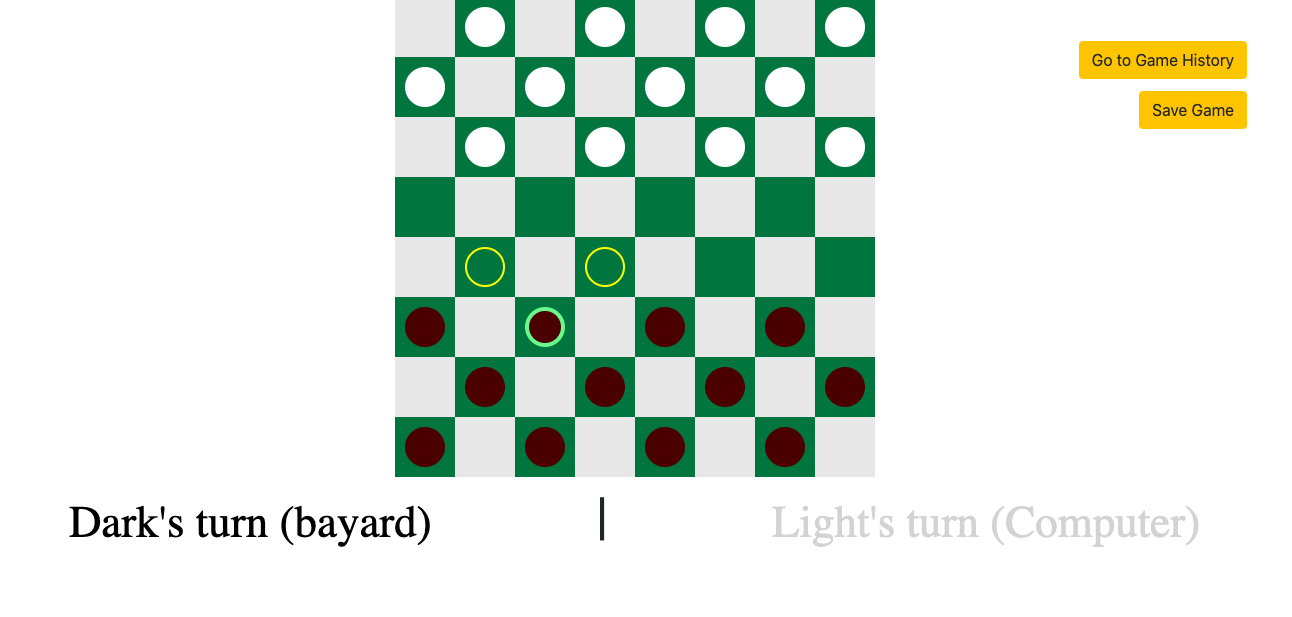 Go to Game History
Save Game
Dark's turn (bayard) | Light's turn (Computer)